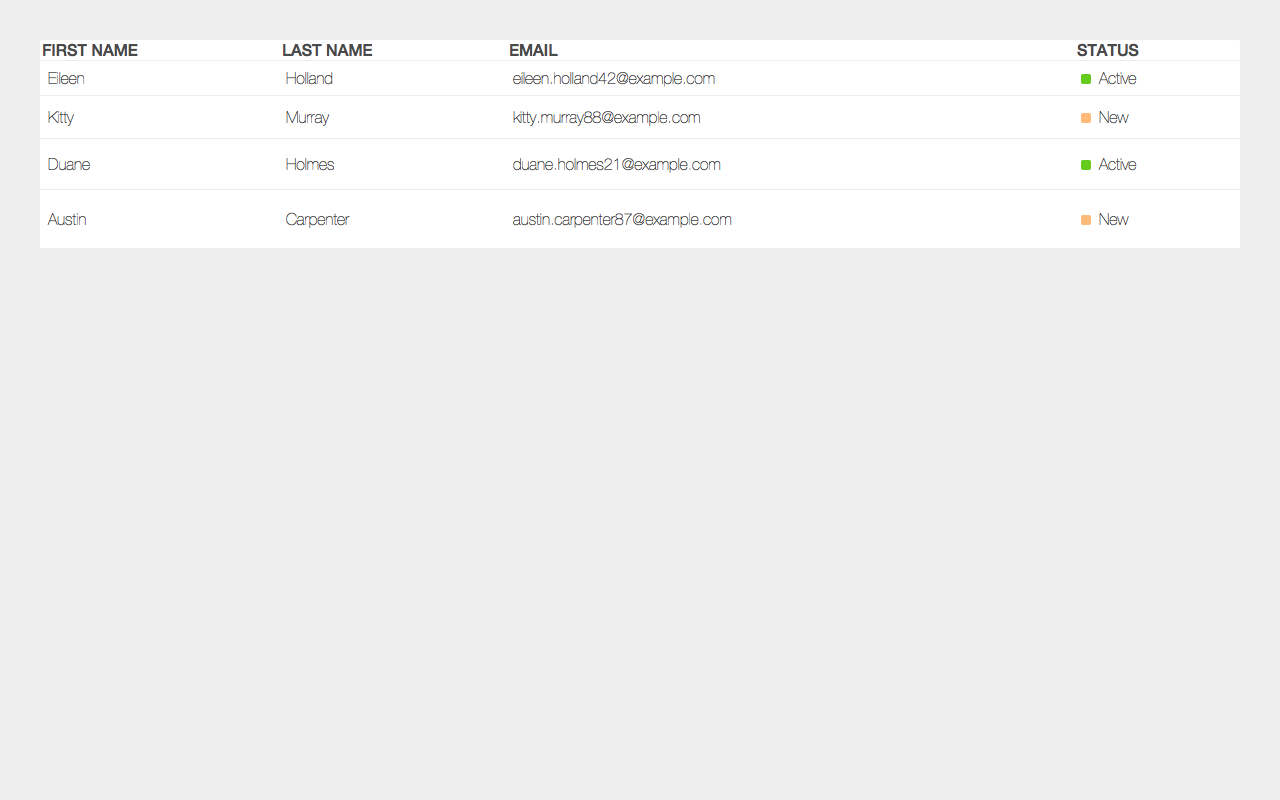 FIRST NAME LAST NAME EMAIL STATUS
Eileen Holland eileen.holland42@example.com Active
Kitty Murray kitty.murray88@example.com New
Duane Holmes duane.holmes21@example.com Active
Austin Carpenter austin.carpenter87@example.com New